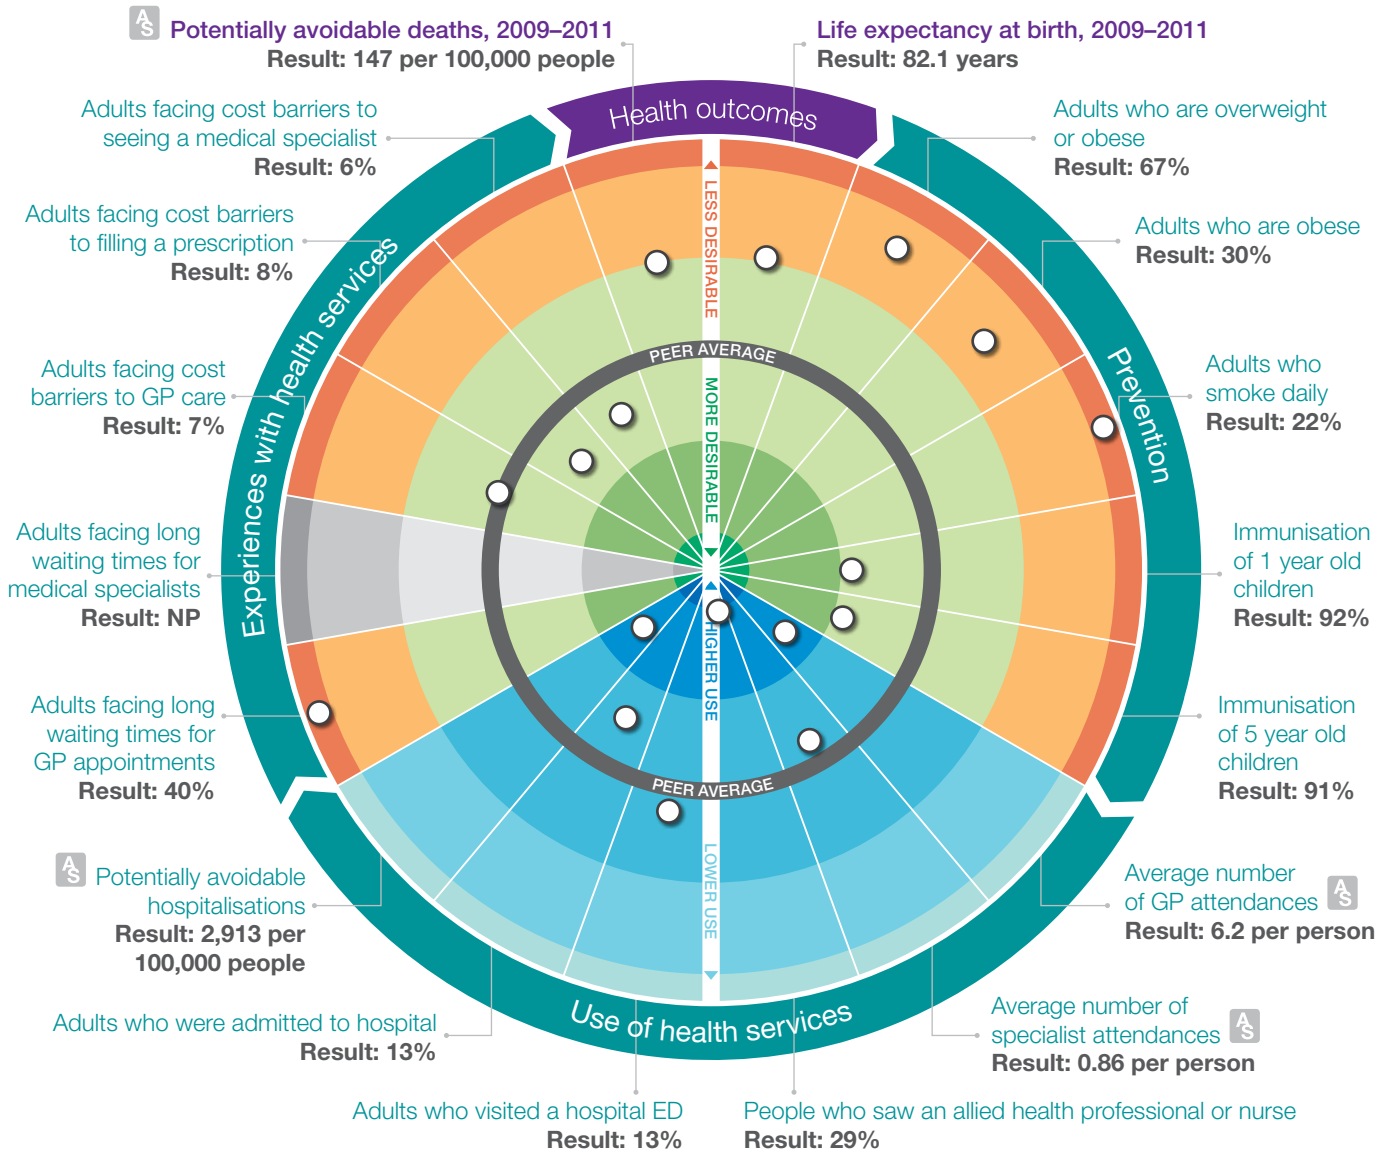 AS Potentially avoidable deaths, 2009–2011
Result: 147 per 100,000 people
Life expectancy at birth, 2009–2011
Result: 82.1 years
Health outcomes
Adults facing cost barriers to
seeing a medical specialist
Result: 6%
Adults who are overweight
or obese
Result: 67%
Adults facing cost barriers
to filling a prescription
Result: 8%
Adults who are obese
Result: 30%
Adults facing cost
barriers to GP care
Result: 7%
Adults who
smoke daily
Result: 22%
Adults facing long
waiting times for
medical specialists
Result: NP
Immunisation
of 1 year old
children
Result: 92%
Adults facing long
waiting times for
GP appointments
Result: 40%
Immunisation
of 5 year old
children
Result: 91%
Experiences with health services
Prevention
LESS DESIRABLE
PEER AVERAGE
MORE DESIRABLE
HIGHER USE
PEER AVERAGE
LOWER USE
Use of health services
AS Potentially avoidable
hospitalisations
Result: 2,913 per
100,000 people
Average number
of GP attendances AS
Result: 6.2 per person
Adults who were admitted to hospital
Result: 13%
Average number of
specialist attendances AS
Result: 0.86 per person
Adults who visited a hospital ED
Result: 13%
People who saw an allied health professional or nurse
Result: 29%